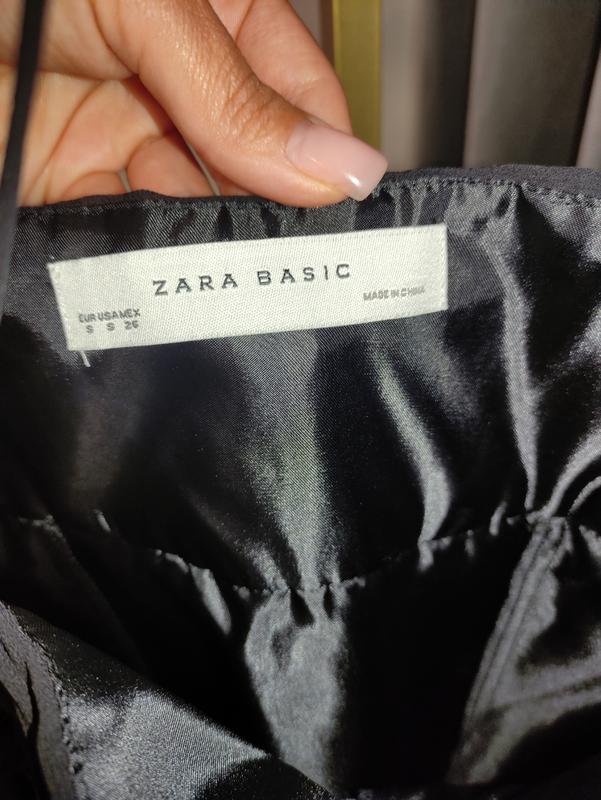 ZARA BASIC
MADE IN CHINA
EUR USA MEX
S S 26